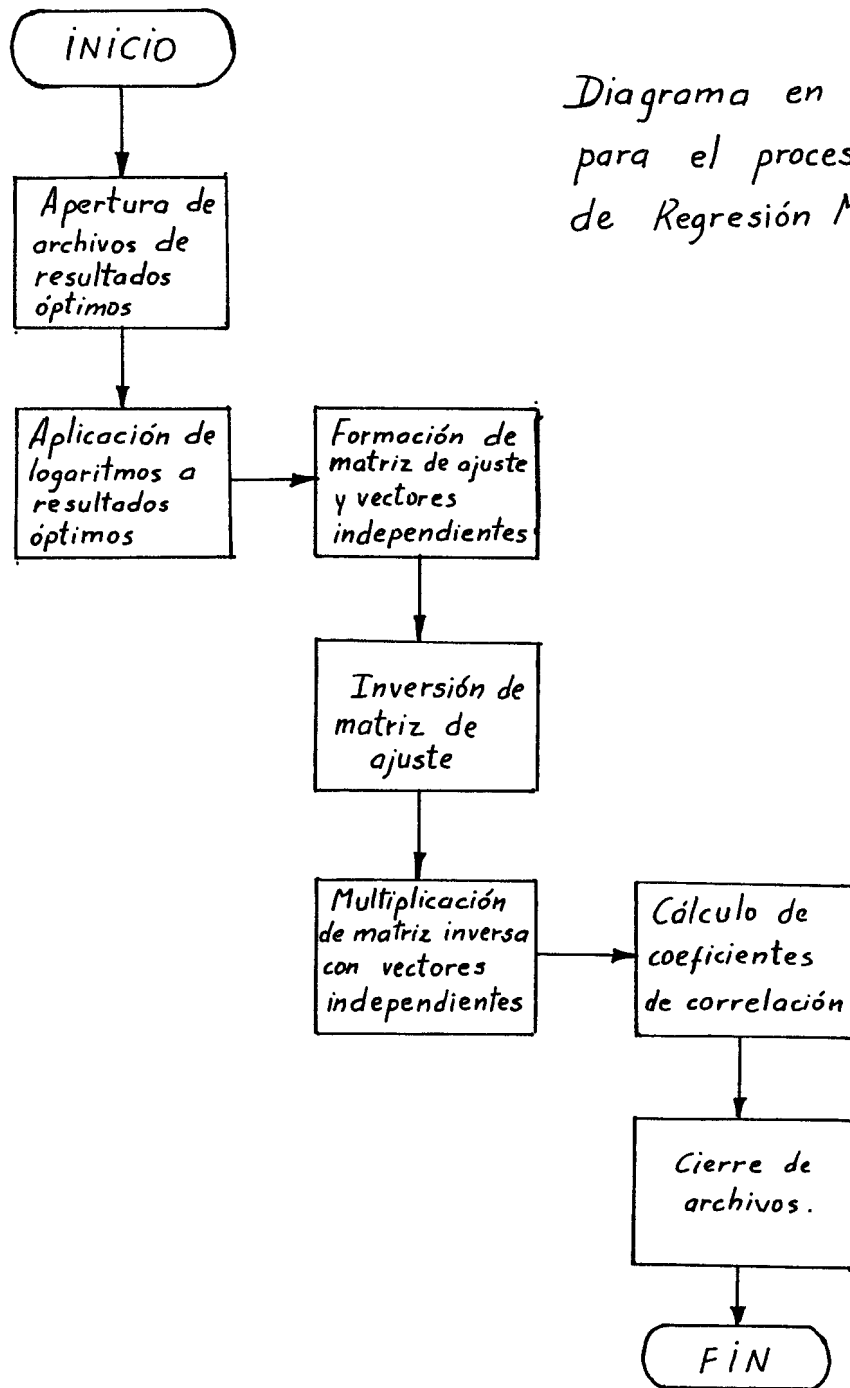 INICIO
Diagrama en
para el proces
de Regresión M
Apertura de
archivos de
resultados
óptimos
Aplicación de
logaritmos a
resultados
óptimos
Formación de
matriz de ajuste
y vectores
independientes
Inversión de
matriz de
ajuste
Multiplicación
de matriz inversa
con vectores
independientes
Cálculo de
coeficientes
de correlación
Cierre de
archivos.
FIN